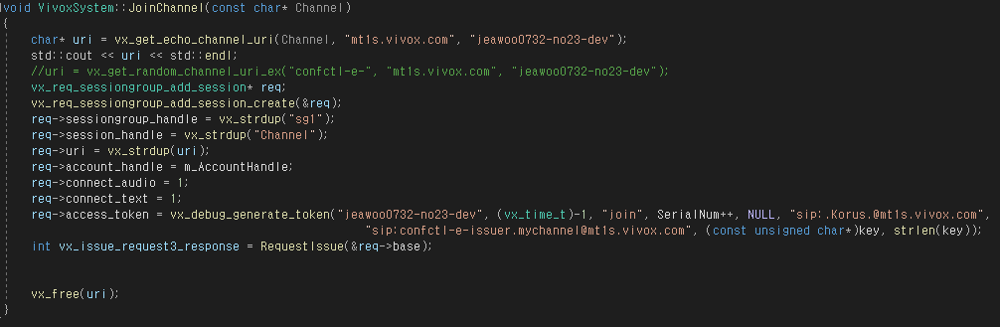 void VivoxSystem::JoinChannel(const char* Channel)
{
char* uri = vx_get_echo_channel_uri(Channel, "mt1s.vivox.com", "jeawoo0732-no23-dev");
std::cout << uri << std::endl;
//uri = vx_get_random_channel_uri_ex("confctl-e-", "mt1s.vivox.com", "jeawoo0732-no23-dev");
vx_req_sessiongroup_add_session* req;
vx_req_sessiongroup_add_session_create(&req);
req->sessiongroup_handle = vx_strdup("sg1");
req->session_handle = vx_strdup("Channel");
req->uri = vx_strdup(uri);
req->account_handle = m_AccountHandle;
req->connect_audio = 1;
req->connect_text = 1;
req->access_token = vx_debug_generate_token("jeawoo0732-no23-dev", (vx_time_t)-1, "join", SerialNum++, NULL, "sip:.Korus.@mt1s.vivox.com",
"sip:confctl-e-issuer.mychannel@mt1s.vivox.com", (const unsigned char*)key, strlen(key));
int vx_issue_request3_response = RequestIssue(&req->base);
vx_free(uri);
}